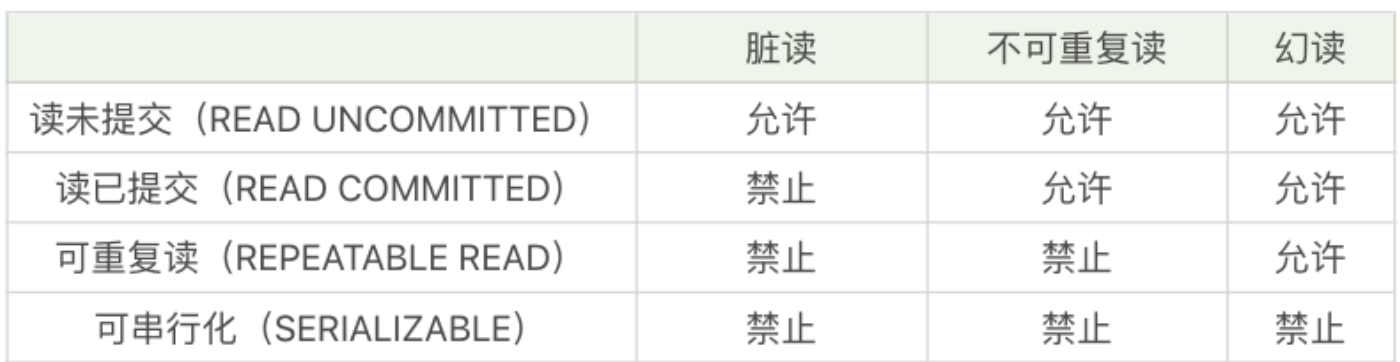 脏读 不可重复读 幻读
读未提交（READ UNCOMMITTED） 允许 允许 允许
读已提交（READ COMMITTED） 禁止 允许 允许
可重复读（REPEATABLE READ） 禁止 禁止 允许
可串行化（SERIALIZABLE） 禁止 禁止 禁止